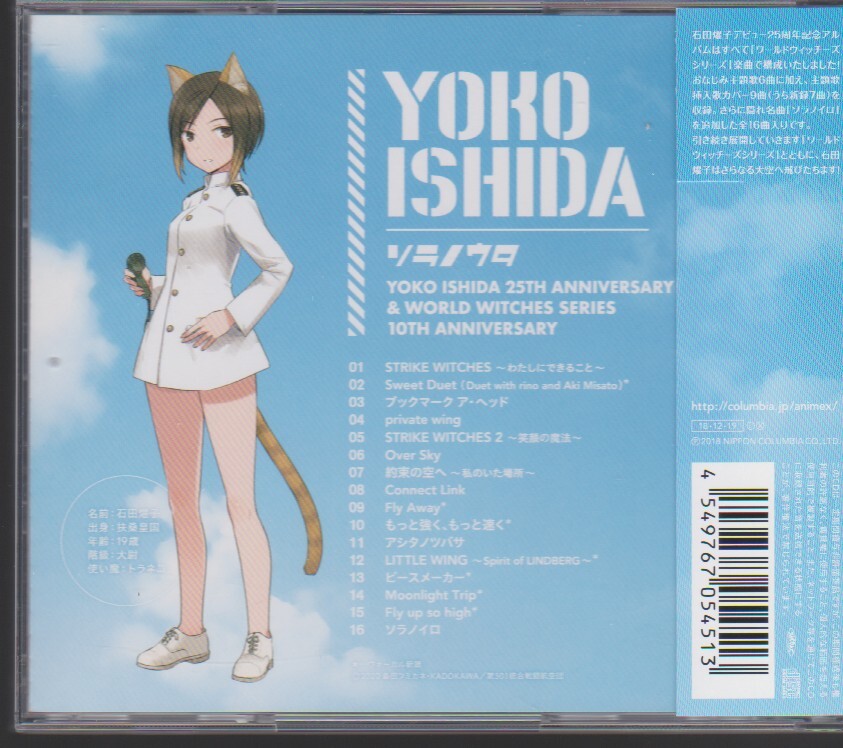 YOKO
ISHIDA
ソラノウタ
YOKO ISHIDA 25TH ANNIVERSARY
& WORLD WITCHES SERIES
10TH ANNIVERSARY
01 STRIKE WITCHES ～わたしにできること～
02 Sweet Duet (Duet with rino and Aki Misato)*
03 ブックマーク ア・ヘッド
04 private wing
05 STRIKE WITCHES 2 ～笑顔の魔法～
06 Over Sky
07 約束の空へ ～私のいた場所～
08 Connect Link
09 Fly Away*
10 もっと強く、もっと速く*
11 アシタノツバサ
12 LITTLE WING ～Spirit of LINDBERG～*
13 ピースメーカー*
14 Moonlight Trip*
15 Fly up so high*
16 ソラノイロ
名前：石田燿子
出身：扶桑皇国
年齢：19歳
階級：大尉
使い魔：トラネコ
石田燿子デビュー25周年記念アル
バムはすべて「ワールドウィッチーズ
シリーズ」楽曲で構成いたしました！
おなじみ主題歌6曲に加え、主題歌
挿入歌カバー9曲（うち新録7曲）を
収録。さらに隠れ名曲「ソラノイロ」
を追加した全16曲入りです。
引き続き展開していきます「ワールド
ウィッチーズシリーズ」とともに、石田
燿子はさらなる大空へ飛びたちます！
http://columbia.jp/animex/
18-12-19
Ⓟ2018 NIPPON COLUMBIA CO.,LTD.
4 549767 054513